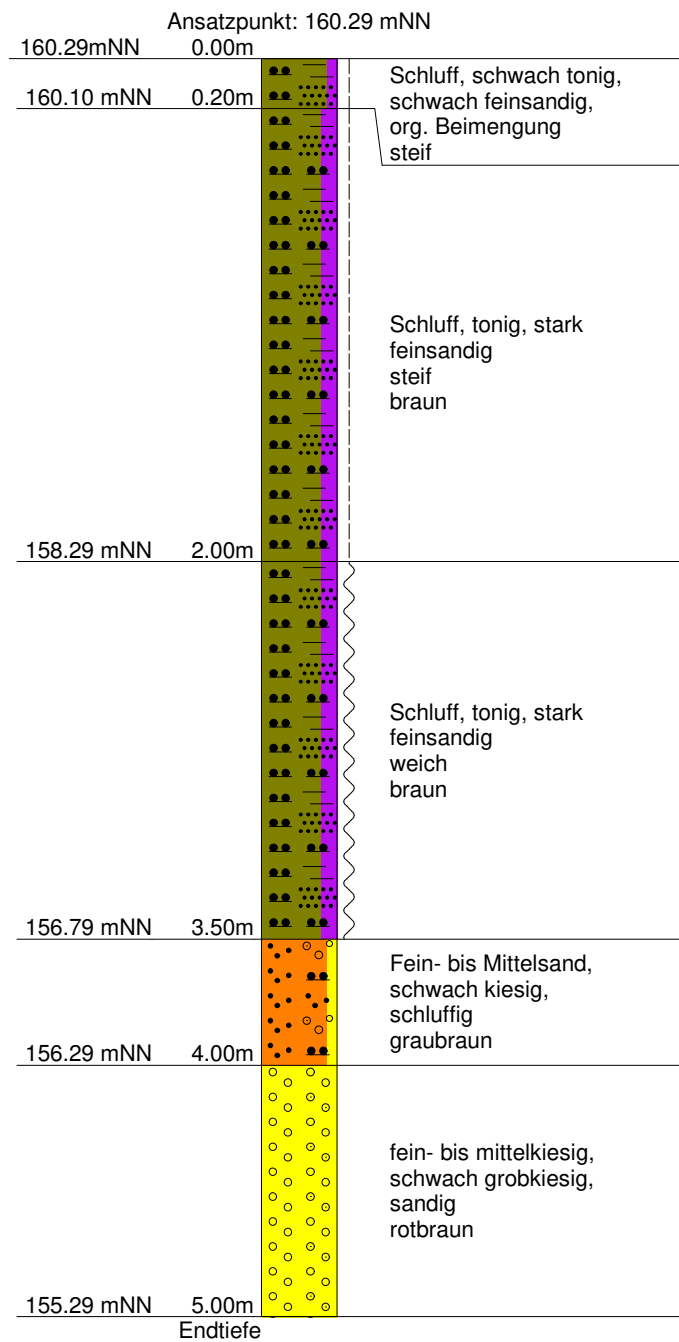 Ansatzpunkt: 160.29 mNN
160.29mNN 0.00m
Schluff, schwach tonig,
schwach feinsandig,
org. Beimengung
steif
160.10 mNN 0.20m
Schluff, tonig, stark
feinsandig
steif
braun
158.29 mNN 2.00m
Schluff, tonig, stark
feinsandig
weich
braun
156.79 mNN 3.50m
Fein- bis Mittelsand,
schwach kiesig,
schluffig
graubraun
156.29 mNN 4.00m
fein- bis mittelkiesig,
schwach grobkiesig,
sandig
rotbraun
155.29 mNN 5.00m
Endtiefe